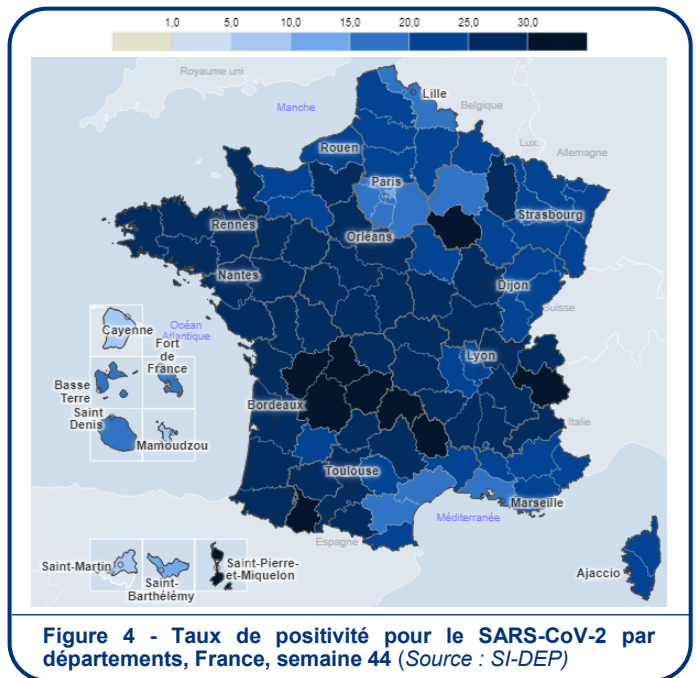 1,0 5,0 10,0 15,0 20,0 25,0 30,0
Royaume uni
Lille
Manche
Belgique
Lux.
Rouen
Allemagne
Paris
Strasbourg
Rennes
Orléans
Nantes
Dijon
Suisse
Cayenne
Océan
Atlantique
Fort
de
France
Lyon
Basse
Terre
Bordeaux
Saint
Denis
Mamoudzou
Italie
Toulouse
Marseille
Méditerranée
Espagne
Saint-Martin
Saint-
Barthélémy
Saint-Pierre-
et-Miquelon
Ajaccio
Figure 4 - Taux de positivité pour le SARS-CoV-2 par
départements, France, semaine 44 (Source : SI-DEP)